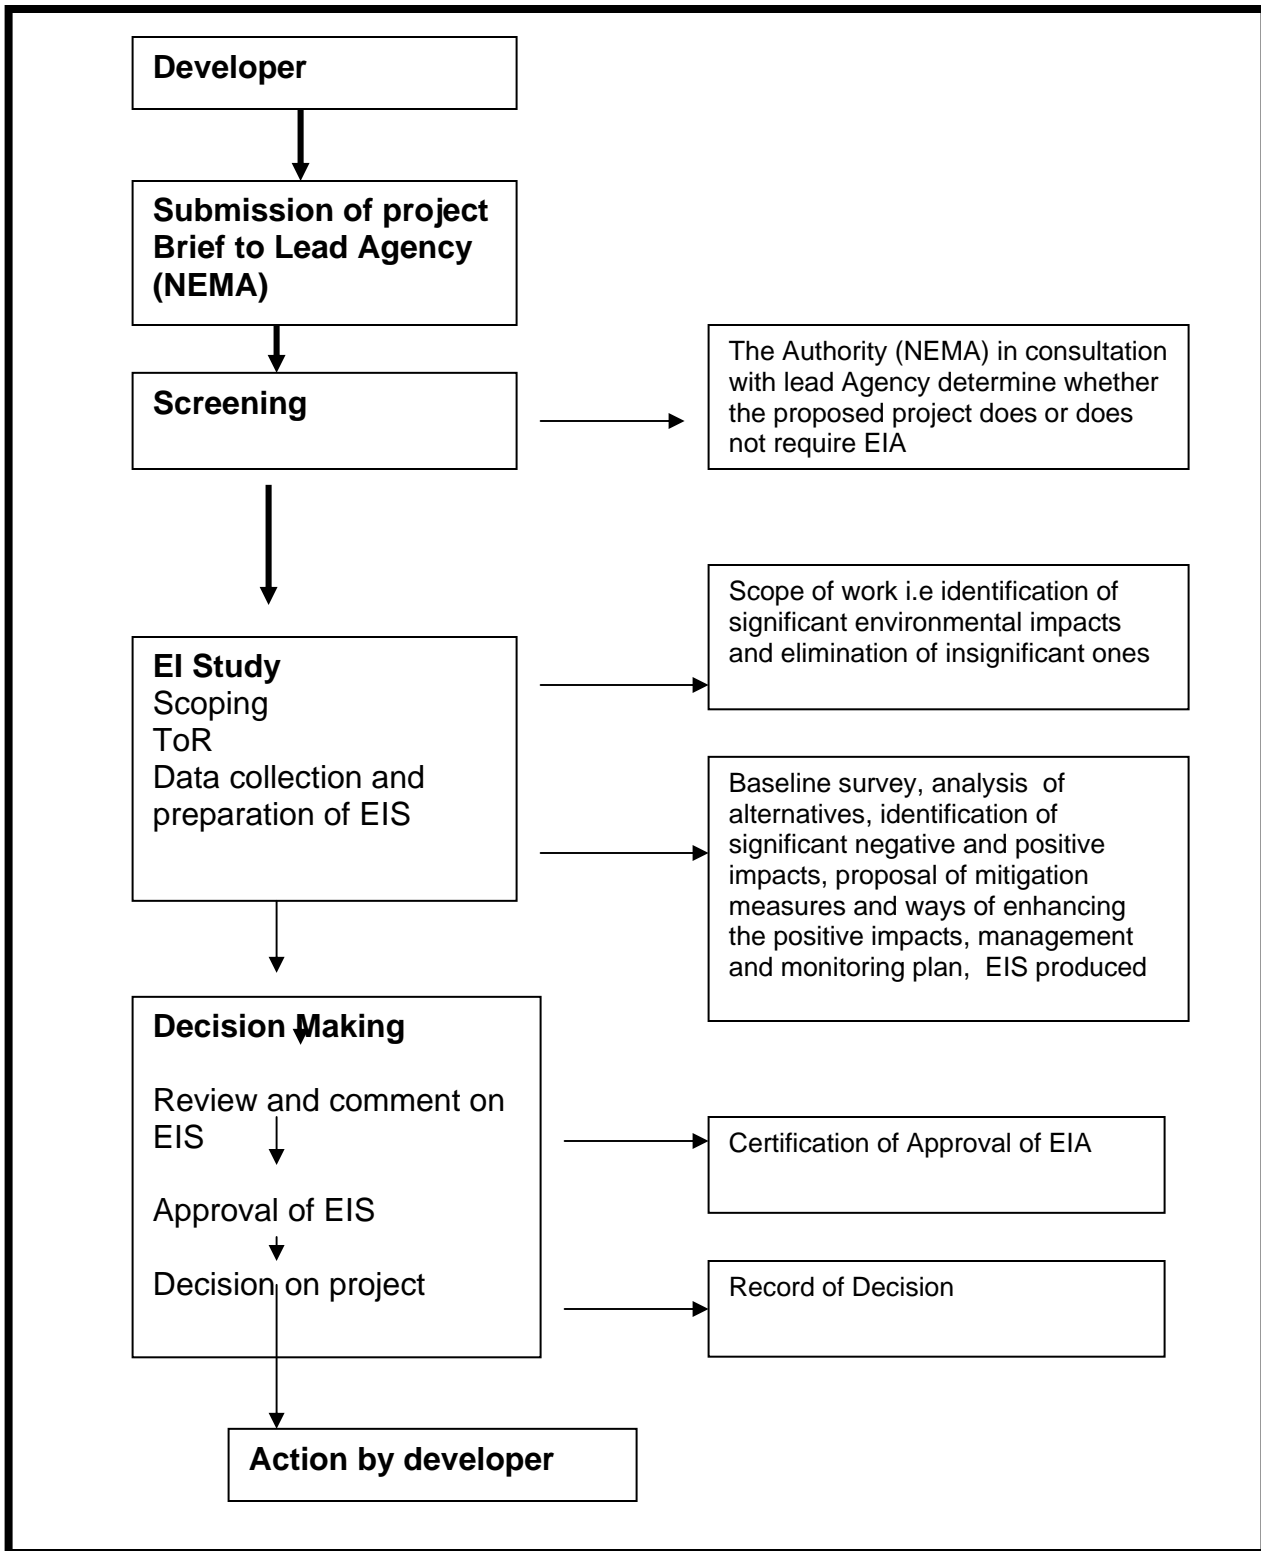 Developer
Submission of project
Brief to Lead Agency
(NEMA)
Screening
The Authority (NEMA) in consultation
with lead Agency determine whether
the proposed project does or does
not require EIA
Scope of work i.e identification of
significant environmental impacts
and elimination of insignificant ones
EI Study
Scoping
ToR
Data collection and
preparation of EIS
Baseline survey, analysis of
alternatives, identification of
significant negative and positive
impacts, proposal of mitigation
measures and ways of enhancing
the positive impacts, management
and monitoring plan, EIS produced
Decision Making
Review and comment on
EIS
Approval of EIS
Decision on project
Certification of Approval of EIA
Record of Decision
Action by developer